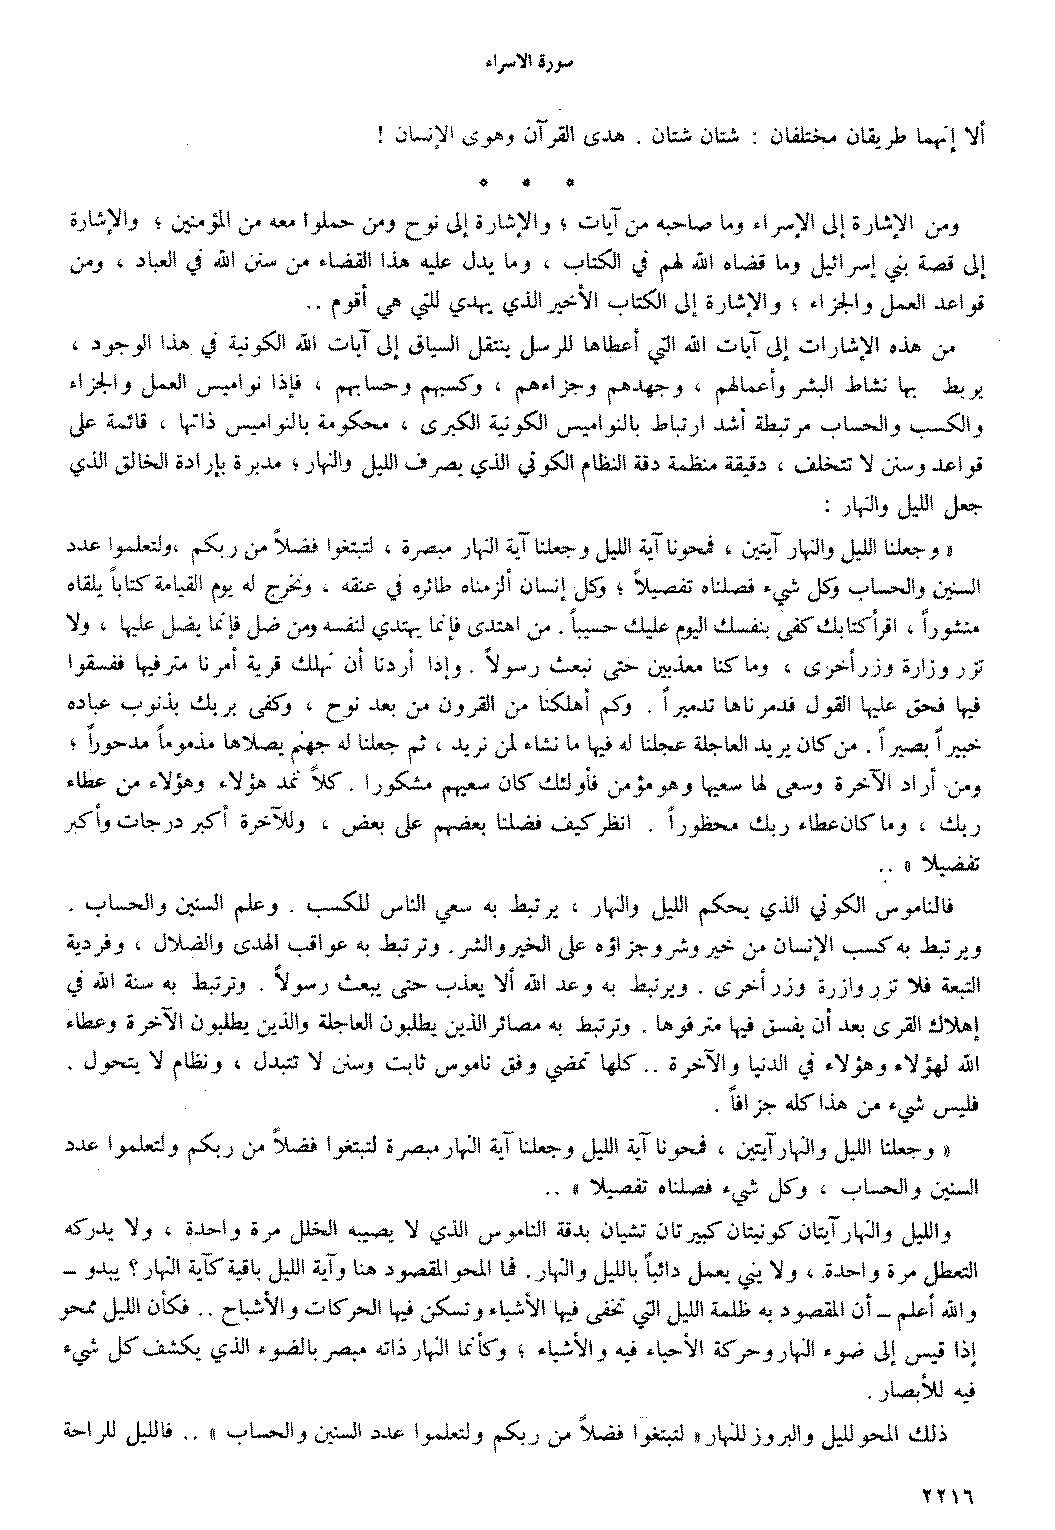 صورة الاسراء
ألا إنهما طريقان مختلفان : شتان شتان . هدى القرآن وهوى الإنسان !
* * *
ومن الإشارة إلى الإسراء وما صاحبه من آيات ؛ والإشارة إلى نوح ومن حملوا معه من المؤمنين ؛ والإشارة
إلى قصة بني إسرائيل وما قضاه الله لهم في الكتاب ، وما يدل عليه هذا القضاء من سنن الله في العباد ، ومن
قواعد العمل والجزاء ؛ والإشارة إلى الكتاب الأخير الذي يهدي للتي هي أقوم ..
من هذه الإشارات إلى آيات الله التي أعطاها للرسل ينتقل السياق إلى آيات الله الكونية في هذا الوجود ،
يربط بها نشاط البشر وأعمالهم ، وجهدهم وجزاءهم ، وكسبهم وحسابهم ، فإذا نواميس العمل والجزاء
والكسب والحساب مرتبطة أشد ارتباط بالنواميس الكونية الكبرى ، محكومة بالنواميس ذاتها ، قائمة على
قواعد وسنن لا تتخلف ، دقيقة منظمة دقة النظام الكوني الذي يصرف الليل والنهار ؛ مدبرة بإرادة الخالق الذي
جعل الليل والنهار :
« وجعلنا الليل والنهار آيتين ، فمحونا آية الليل وجعلنا آية النهار مبصرة ، لتبتغوا فضلاً من ربكم ،ولتعلموا عدد
السنين والحساب وكل شيء فصلناه تفصيلاً ؛ وكل إنسان ألزمناه طائره في عنقه ، ونخرج له يوم القيامة كتاباً يلقاه
منشوراً ، اقرأ كتابك كفى بنفسك اليوم عليك حسيباً . من اهتدى فإنما يهتدي لنفسه ومن ضل فإنما يضل عليها ، ولا
تزر وزارة وزر أخرى ، وما كنا معذبين حتى نبعث رسولاً . وإذا أردنا أن نهلك قرية أمرنا مترفيها ففسقوا
فيها فحق عليها القول فدمرناها تدميراً . وكم أهلكنا من القرون من بعد نوح ، وكفى بربك بذنوب عباده
خبيراً بصيراً . من كان يريد العاجلة عجلنا له فيها ما نشاء لمن نريد ، ثم جعلنا له جهنم يصلاها مذموماً مدحوراً ؛
ومن أراد الآخرة وسعى لها سعيها وهو مؤمن فأولئك كان سعيهم مشكورا . كلاً نمد هؤلاء وهؤلاء من عطاء
ربك ، وما كان عطاء ربك محظوراً . انظر كيف فضلنا بعضهم على بعض ، وللآخرة أكبر درجات وأكبر
تفضيلا » ..
فالناموس الكوني الذي يحكم الليل والنهار ، يرتبط به سعي الناس للكسب . وعلم السنين والحساب .
ويرتبط به كسب الإنسان من خير وشر وجزاؤه على الخير والشر . وترتبط به عواقب الهدى والضلال ، وفردية
التبعة فلا تزر وازرة وزر أخرى . ويرتبط به وعد الله ألا يعذب حتى يبعث رسولاً . وترتبط به سنة الله في
إهلاك القرى بعد أن يفسق فيها مترفوها . وترتبط به مصائر الذين يطلبون العاجلة والذين يطلبون الآخرة وعطاء
الله لهؤلاء وهؤلاء في الدنيا والآخرة .. كلها تمضي وفق ناموس ثابت وسنن لا تتبدل ، ونظام لا يتحول .
فليس شيء من هذا كله جزافاً .
« وجعلنا الليل والنهار آيتين ، فمحونا آية الليل وجعلنا آية النهار مبصرة لتبتغوا فضلاً من ربكم ولتعلموا عدد
السنين والحساب ، وكل شيء فصلناه تفصيلا » ..
والليل والنهار آيتان كونيتان كبيرتان تشيان بدقة الناموس الذي لا يصيبه الخلل مرة واحدة ، ولا يدركه
التعطل مرة واحدة ، ولا يني يعمل دائباً بالليل والنهار . فما المحو المقصود هنا وآية الليل باقية كآية النهار ؟ يبدو –
والله أعلم – أن المقصود به ظلمة الليل التي تخفى فيها الأشياء وتسكن فيها الحركات والأشباح .. فكأن الليل ممحو
إذا قيس إلى ضوء النهار وحركة الأحياء فيه والأشياء ؛ وكأنما النهار ذاته مبصر بالضوء الذي يكشف كل شيء
فيه للأبصار .
ذلك المحو لليل والبروز للنهار « لتبتغوا فضلاً من ربكم ولتعلموا عدد السنين والحساب » .. فالليل للراحة
٢٢١٦